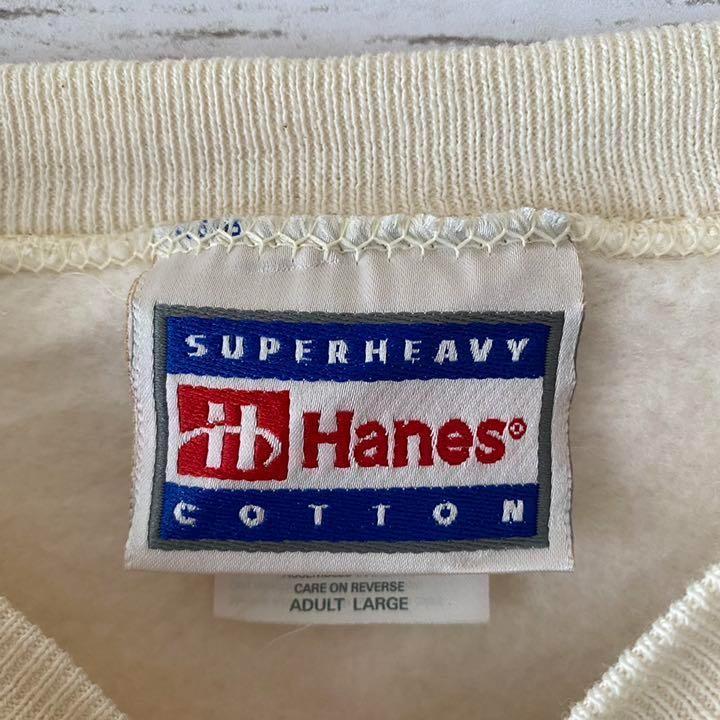 SUPERHEAVY
Hanes®
COTTON
CARE ON REVERSE
ADULT LARGE